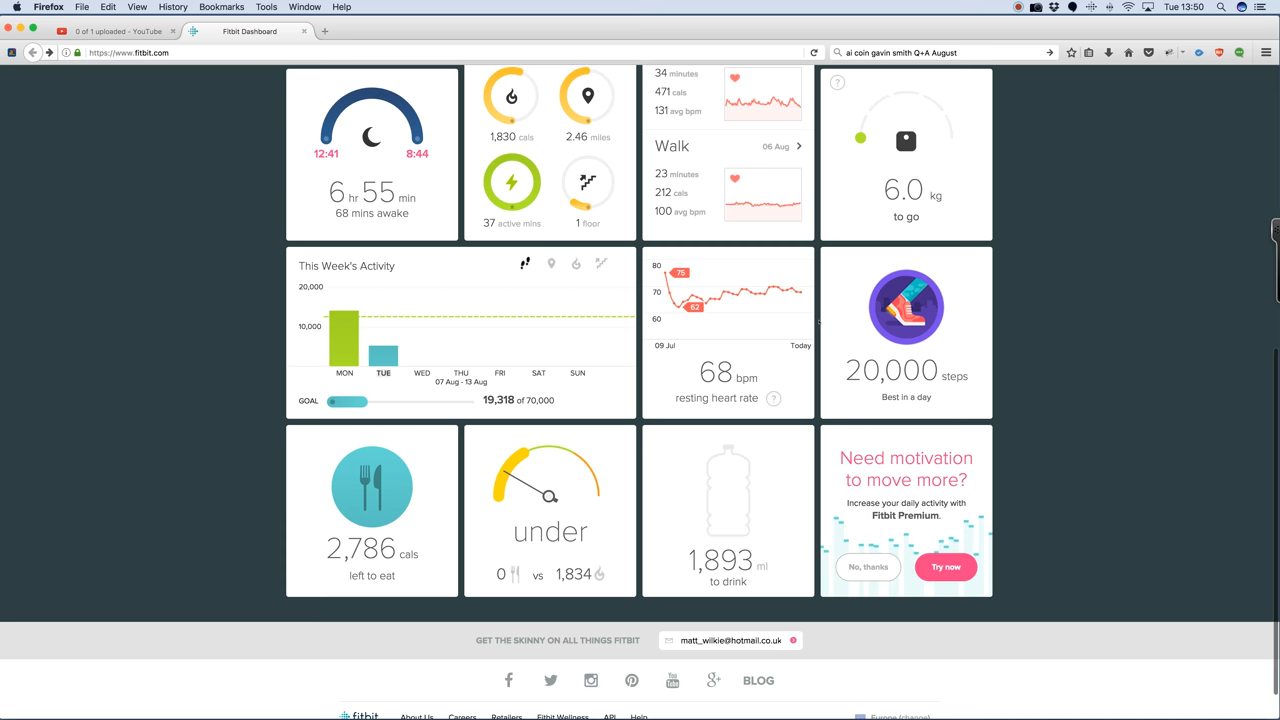 Firefox File Edit View History Bookmarks Tools Window Help Tue 13:50
0 of 1 uploaded - YouTube
Fitbit Dashboard
https://www.fitbit.com
ai coin gavin smith Q+A August
12:41 8:44
6 hr 55 min
68 mins awake
1,830 cals
2.46 miles
37 active mins
1 floor
34 minutes
471 cals
131 avg bpm
Walk 06 Aug
23 minutes
212 cals
100 avg bpm
?
6.0 kg
to go
This Week's Activity
20,000
10,000
MON TUE WED THU FRI SAT SUN
07 Aug - 13 Aug
GOAL 19,318 of 70,000
80
75
70
62
60
09 Jul Today
68 bpm
resting heart rate ?
20,000 steps
Best in a day
2,786 cals
left to eat
under
0 vs 1,834
1,893 ml
to drink
Need motivation
to move more?
Increase your daily activity with
Fitbit Premium.
No, thanks Try now
GET THE SKINNY ON ALL THINGS FITBIT matt_wilkie@hotmail.co.uk
You Tube g+ BLOG
fitbit About Us Careers Retailers Fitbit Wellness API Help Europe (change)